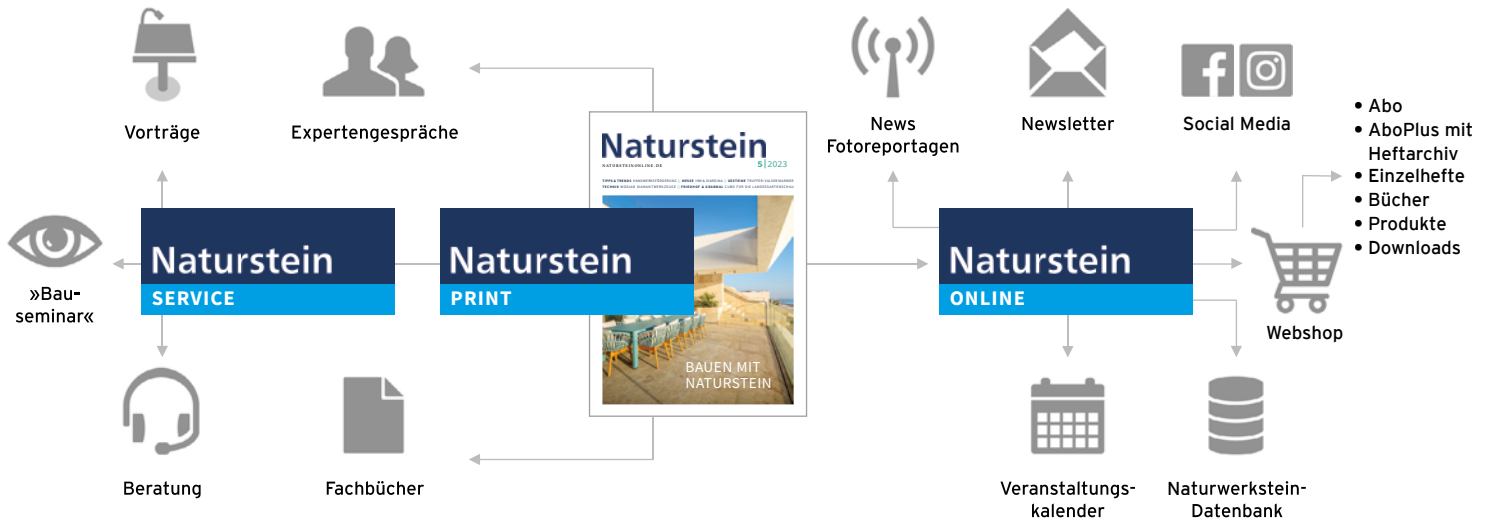 Vorträge
Expertengespräche
»Bau-
seminar«
Naturstein
SERVICE
Beratung
Fachbücher
Naturstein
PRINT
Naturstein
NATURSTEINONLINE.DE
5|2023
BAUEN MIT
NATURSTEIN
News
Fotoreportagen
Newsletter
Social Media
Naturstein
ONLINE
Webshop
• Abo
• AboPlus mit
Heftarchiv
• Einzelhefte
• Bücher
• Produkte
• Downloads
Veranstaltungs-
kalender
Naturwerkstein-
Datenbank